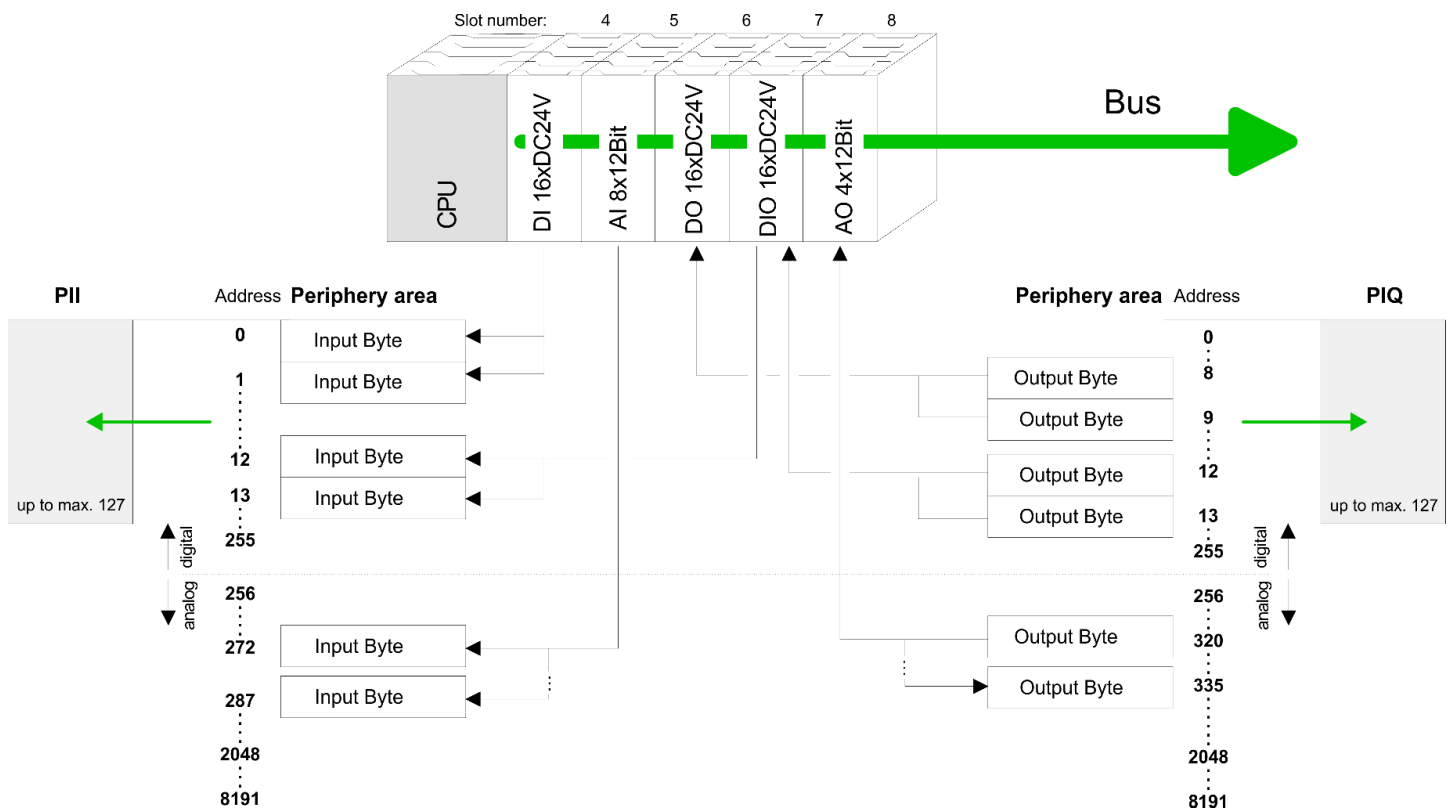 Slot number: 4 5 6 7 8
Bus
CPU
DI 16xDC24V
AI 8x12Bit
DO 16xDC24V
DIO 16xDC24V
AO 4x12Bit
PII
Address Periphery area
0
Input Byte
1
Input Byte
12
Input Byte
13
Input Byte
up to max. 127
255
digital
analog
256
272
Input Byte
287
Input Byte
2048
8191
Periphery area Address
PIQ
0
Output Byte
8
Output Byte
9
Output Byte
12
Output Byte
13
up to max. 127
255
digital
analog
256
Output Byte
320
Output Byte
335
2048
8191